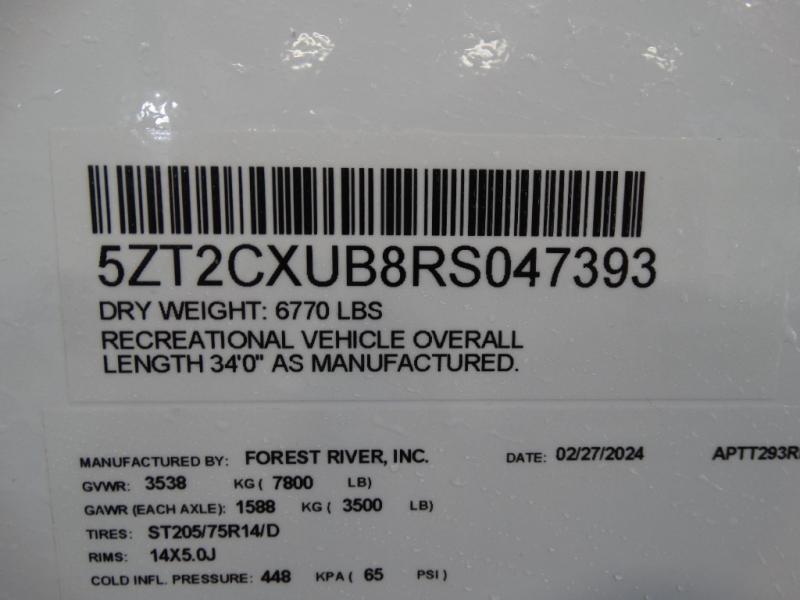 5ZT2CXUB8RS047393
DRY WEIGHT: 6770 LBS
RECREATIONAL VEHICLE OVERALL
LENGTH 34'0" AS MANUFACTURED.
MANUFACTURED BY: FOREST RIVER, INC. DATE: 02/27/2024 APTT293R
GVWR: 3538 KG ( 7800 LB)
GAWR (EACH AXLE): 1588 KG ( 3500 LB)
TIRES: ST205/75R14/D
RIMS: 14X5.0J
COLD INFL. PRESSURE: 448 KPA ( 65 PSI )